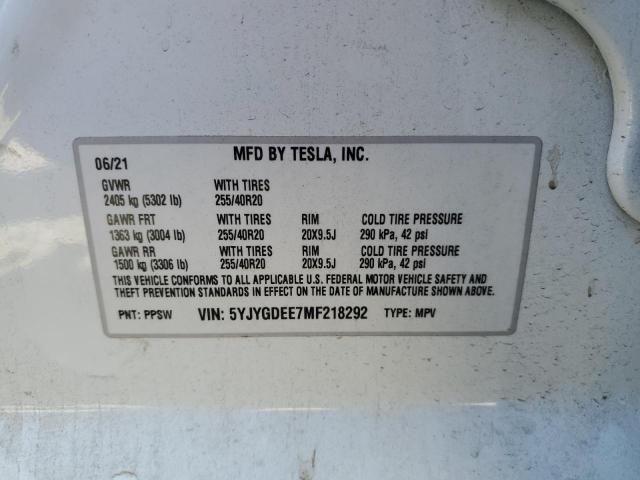 06/21 MFD BY TESLA, INC.
GVWR WITH TIRES
2405 kg (5302 lb) 255/40R20
GAWR FRT WITH TIRES RIM COLD TIRE PRESSURE
1363 kg (3004 lb) 255/40R20 20X9.5J 290 kPa, 42 psi
GAWR RR WITH TIRES RIM COLD TIRE PRESSURE
1500 kg (3306 lb) 255/40R20 20X9.5J 290 kPa, 42 psi
THIS VEHICLE CONFORMS TO ALL APPLICABLE U.S. FEDERAL MOTOR VEHICLE SAFETY AND
THEFT PREVENTION STANDARDS IN EFFECT ON THE DATE OF MANUFACTURE SHOWN ABOVE.
PNT: PPSW VIN: 5YJYGDEE7MF218292 TYPE: MPV